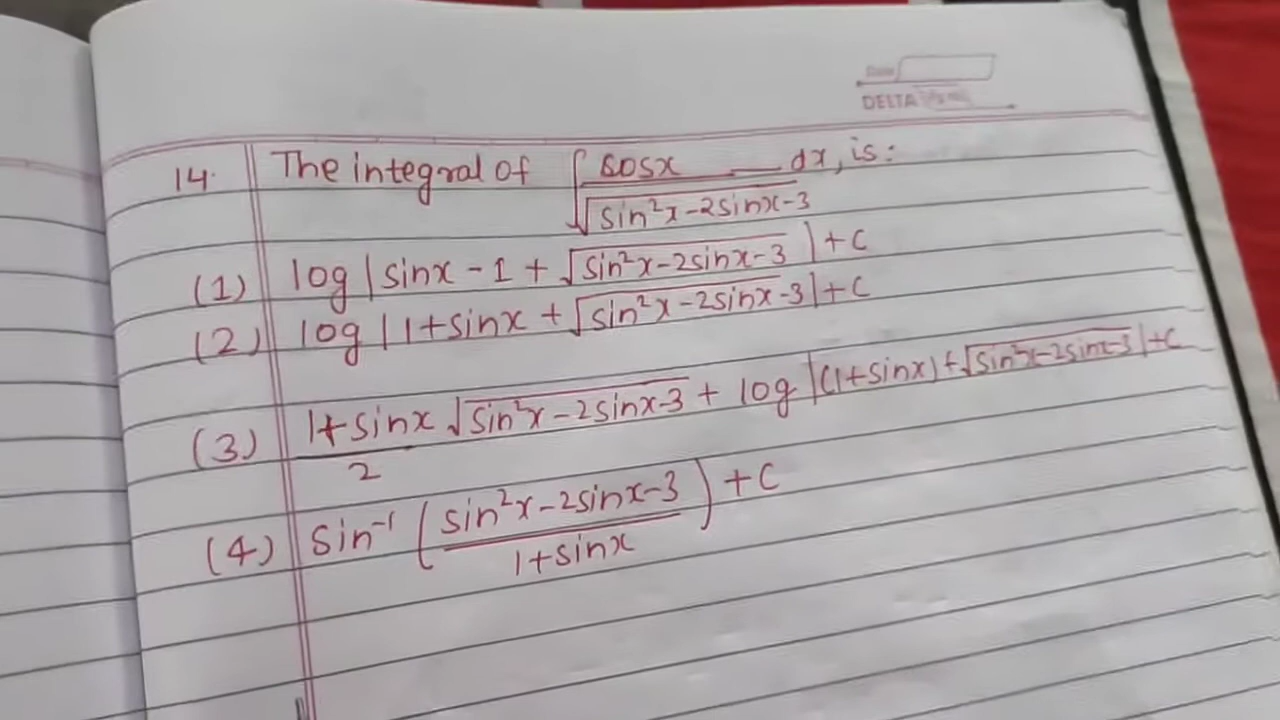 Date
DELTA
14. The integral of ∫ cosx / √(sin²x-2sinx-3) dx, is:
(1) log |sinx - 1 + √(sin²x-2sinx-3)| + c
(2) log |1+sinx + √(sin²x-2sinx-3)| + c
(3) 1+sinx/2 √(sin²x-2sinx-3) + log |(1+sinx) + √(sin²x-2sinx-3)| + c
(4) sin⁻¹ (sin²x-2sinx-3 / 1+sinx) + c